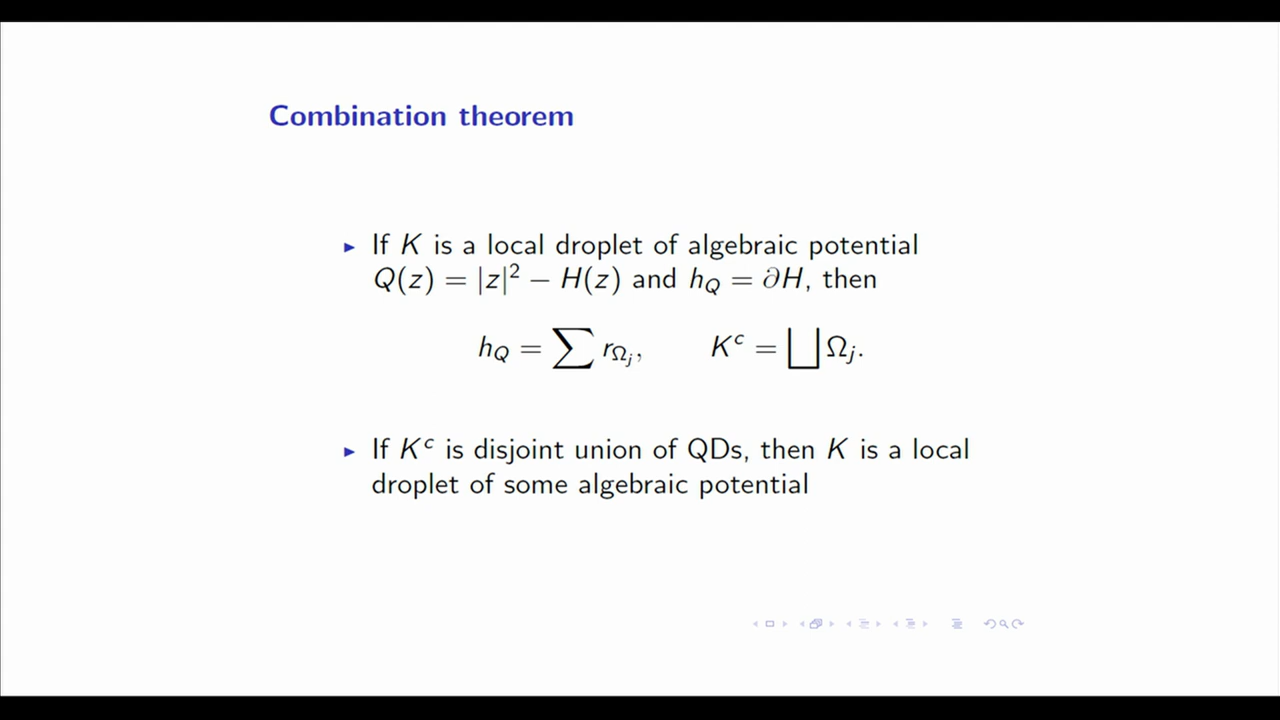 Combination theorem
▶ If K is a local droplet of algebraic potential
Q(z) = |z|² − H(z) and h_Q = ∂H, then
h_Q = ∑ r_{Ω_j},  K^c = ⨆ Ω_j.
▶ If K^c is disjoint union of QDs, then K is a local
droplet of some algebraic potential